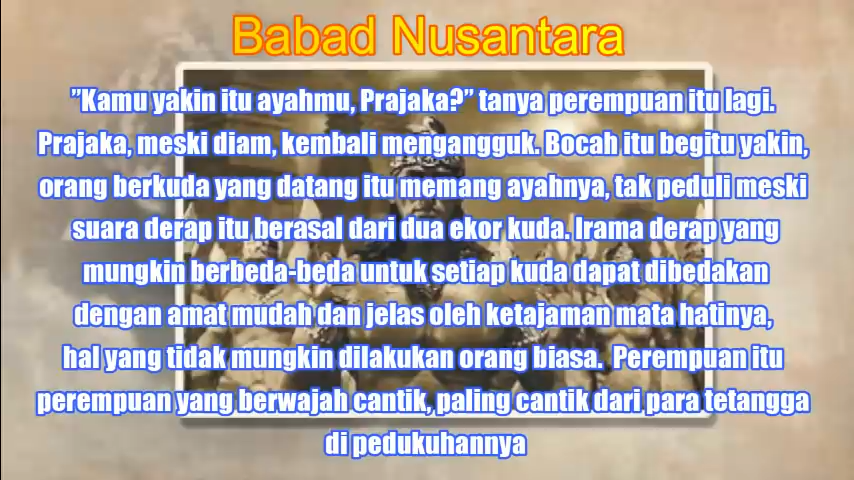 Babad Nusantara
”Kamu yakin itu ayahmu, Prajaka?” tanya perempuan itu lagi.
Prajaka, meski diam, kembali mengangguk. Bocah itu begitu yakin,
orang berkuda yang datang itu memang ayahnya, tak peduli meski
suara derap itu berasal dari dua ekor kuda. Irama derap yang
mungkin berbeda-beda untuk setiap kuda dapat dibedakan
dengan amat mudah dan jelas oleh ketajaman mata hatinya,
hal yang tidak mungkin dilakukan orang biasa. Perempuan itu
perempuan yang berwajah cantik, paling cantik dari para tetangga
di pedukuhannya